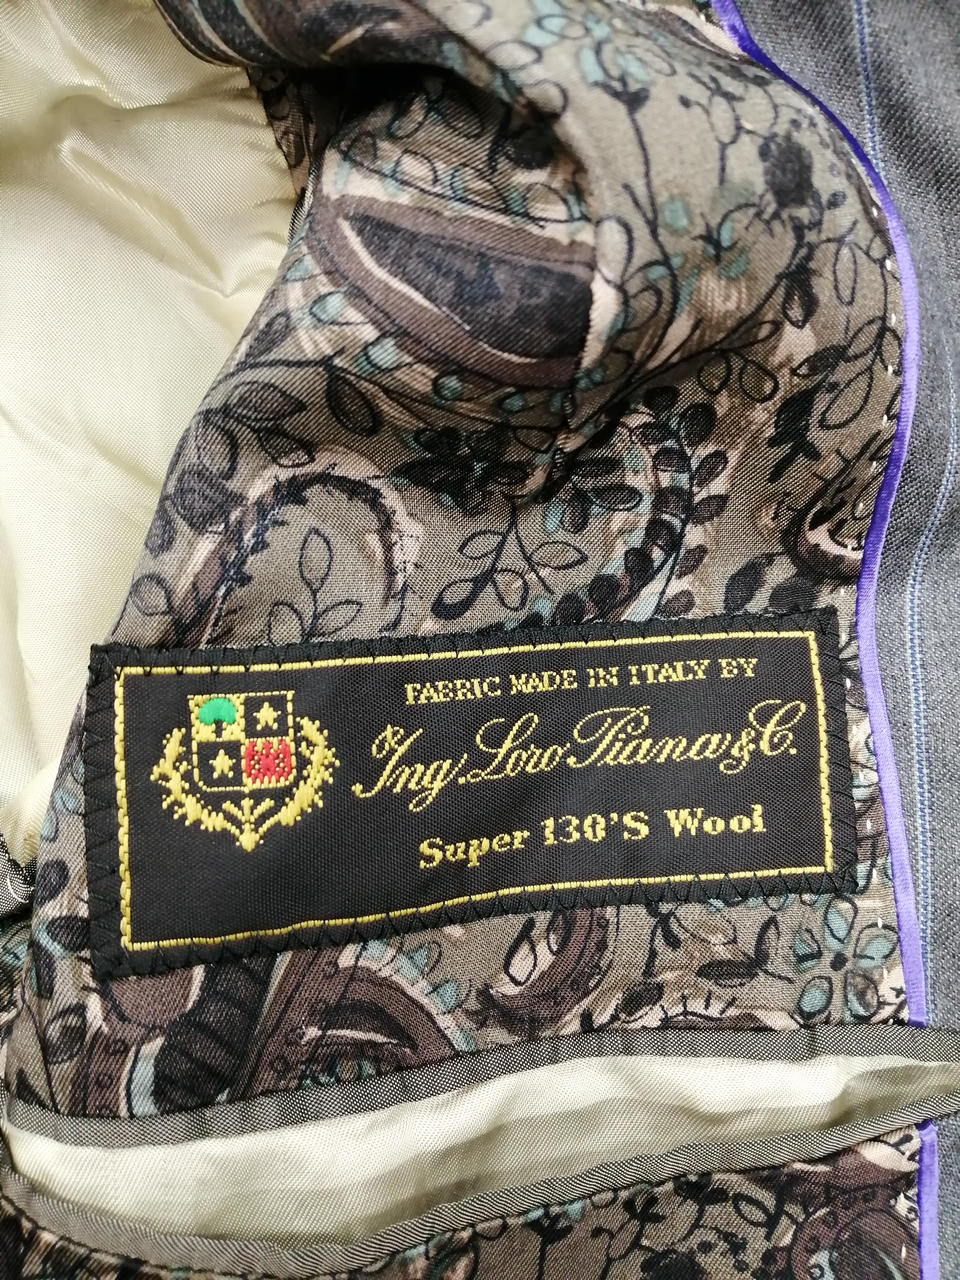 FABRIC MADE IN ITALY BY
Ing. Loro Piana & C.
Super 130'S Wool